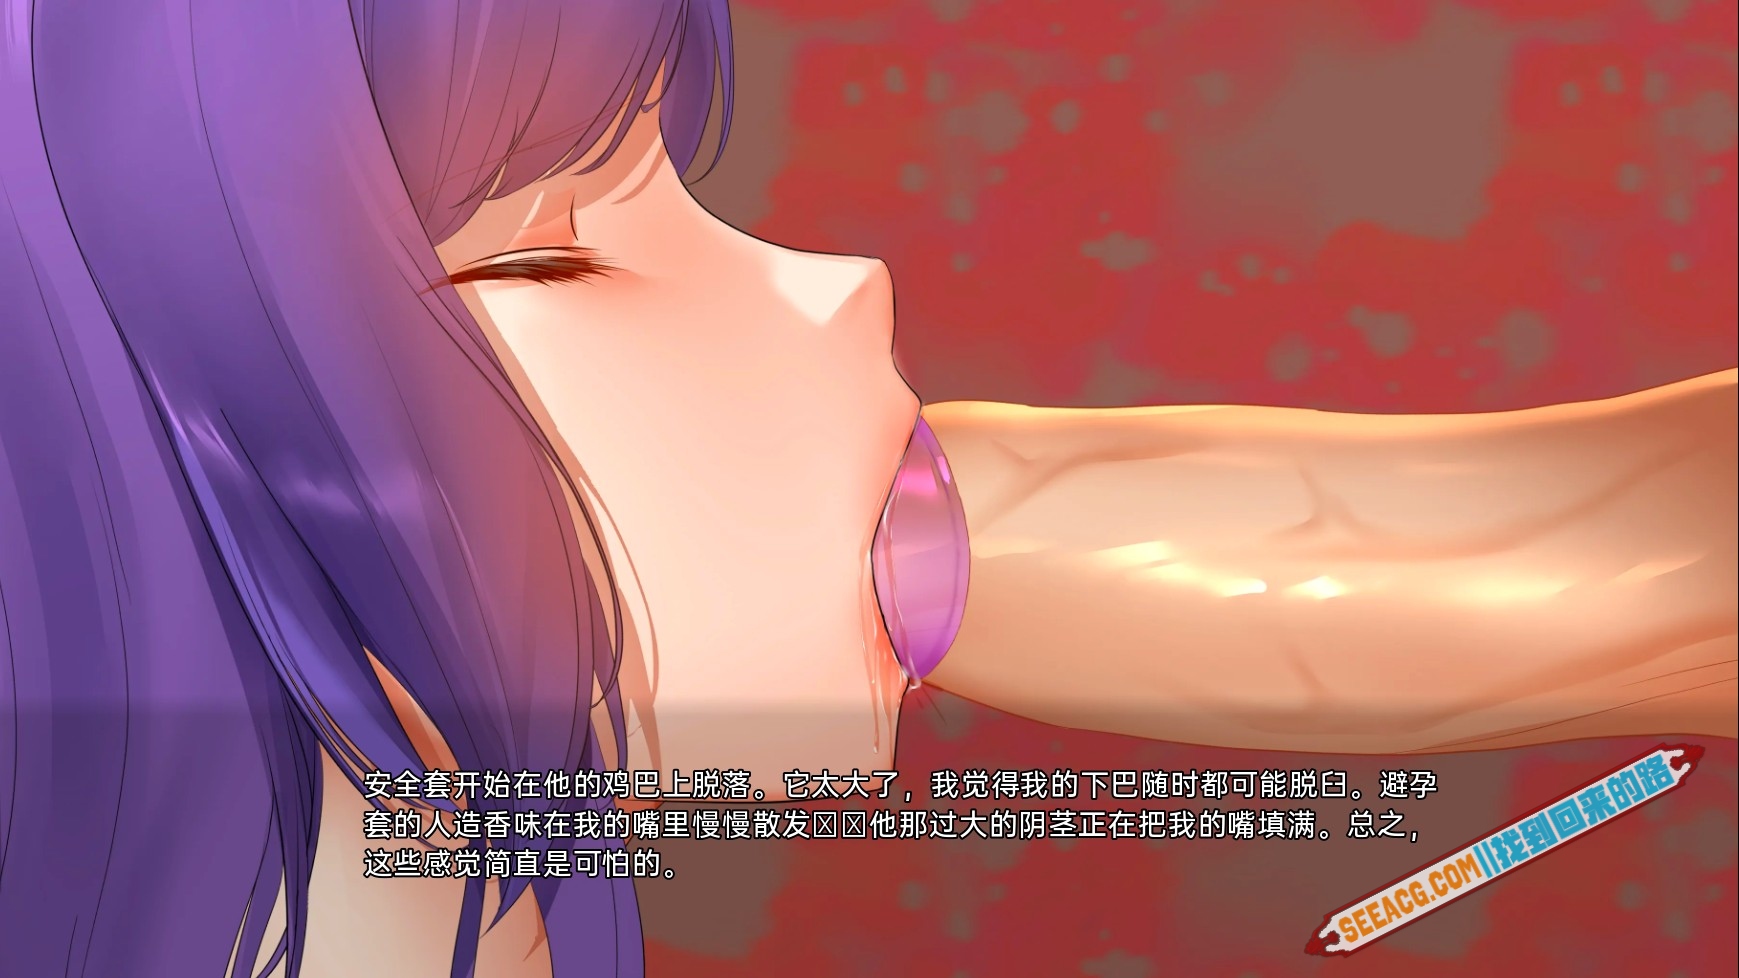 安全套开始在他的鸡巴上脱落。它太大了，我觉得我的下巴随时都可能脱臼。避孕
套的人造香味在我的嘴里慢慢散发☒☒他那过大的阴茎正在把我的嘴填满。总之，
这些感觉简直是可怕的。
SEEACG.COM||找到回来的路